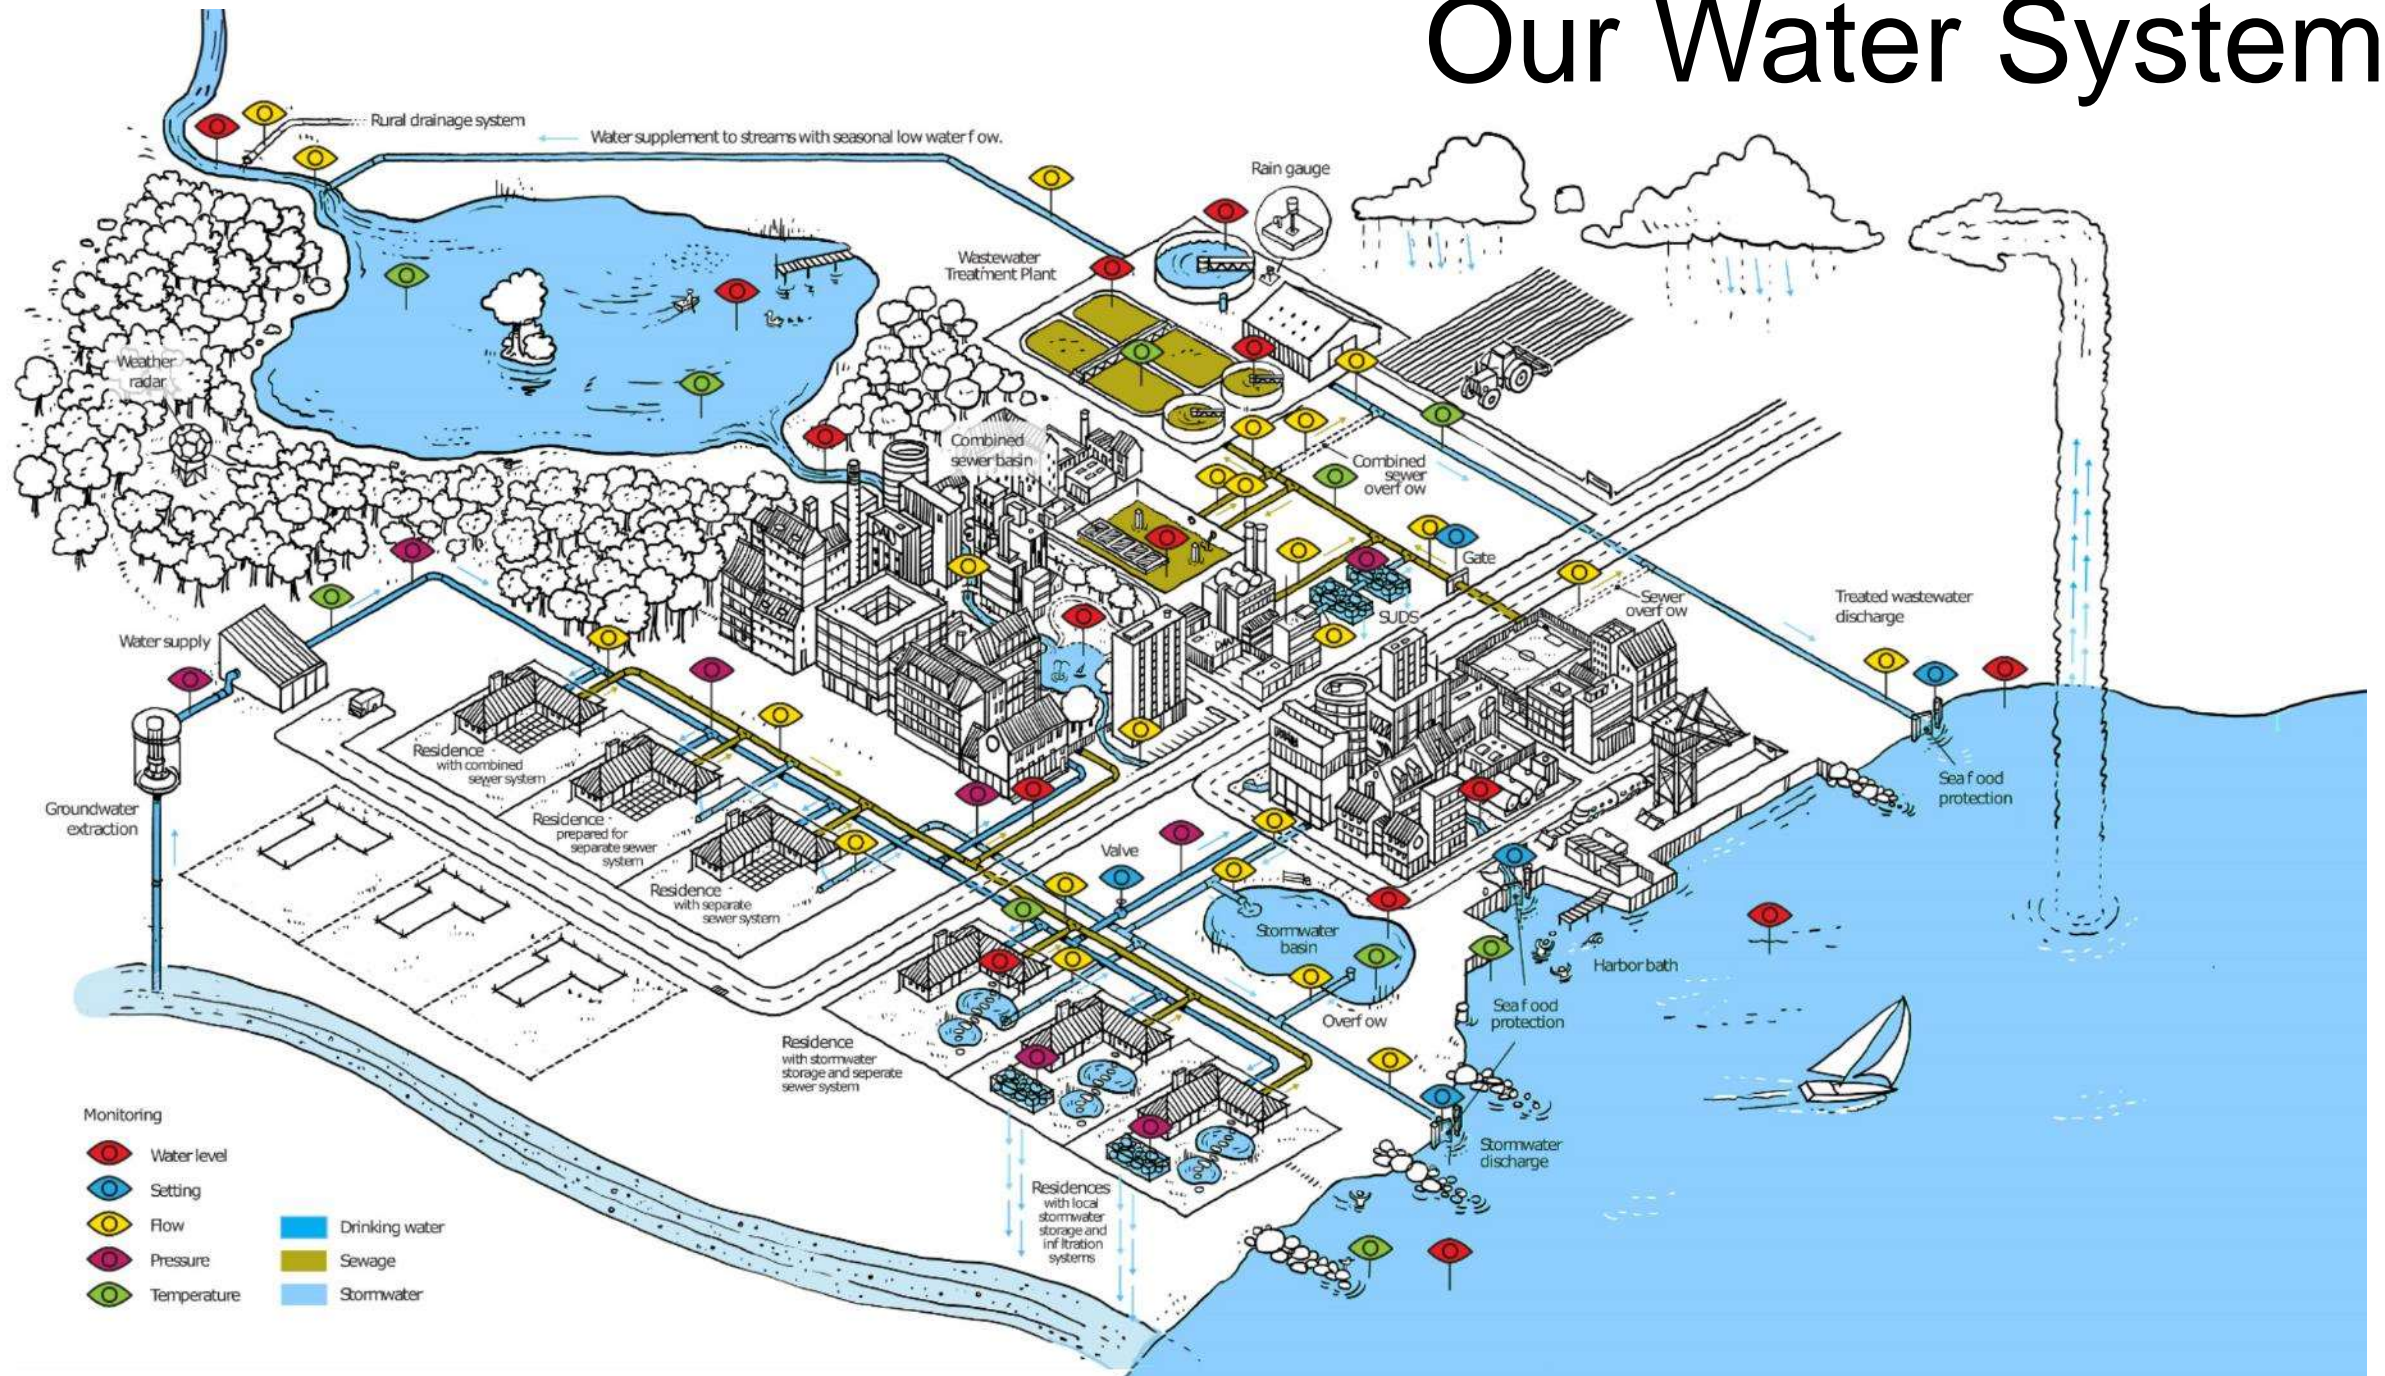 Our Water System
Rural drainage system
Water supplement to streams with seasonal low water f ow.
Rain gauge
Wastewater
Treatment Plant
Weather
radar
Combined
sewer basin
Combined
sewer
overf ow
Gate
SUDS
Sewer
overf ow
Treated wastewater
discharge
Water supply
Residence
with combined
sewer system
Residence
prepared for
separate sewer
system
Residence
with separate
sewer system
Groundwater
extraction
Valve
Sea f ood
protection
Stormwater
basin
Harbor bath
Sea f ood
protection
Overf ow
Residence
with stormwater
storage and seperate
sewer system
Stormwater
discharge
Residences
with local
stormwater
storage and
inf ltration
systems
Monitoring
Water level
Setting
Flow
Pressure
Temperature
Drinking water
Sewage
Stormwater